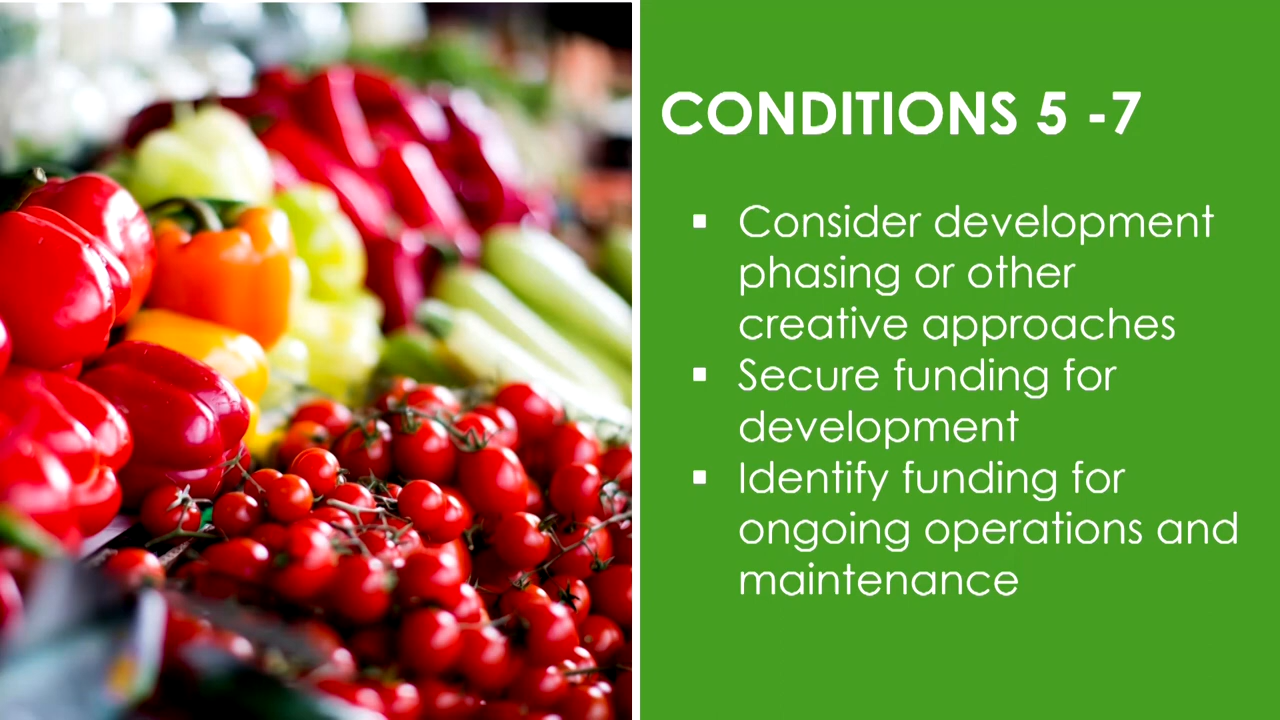 CONDITIONS 5 -7
▪ Consider development
phasing or other
creative approaches
▪ Secure funding for
development
▪ Identify funding for
ongoing operations and
maintenance